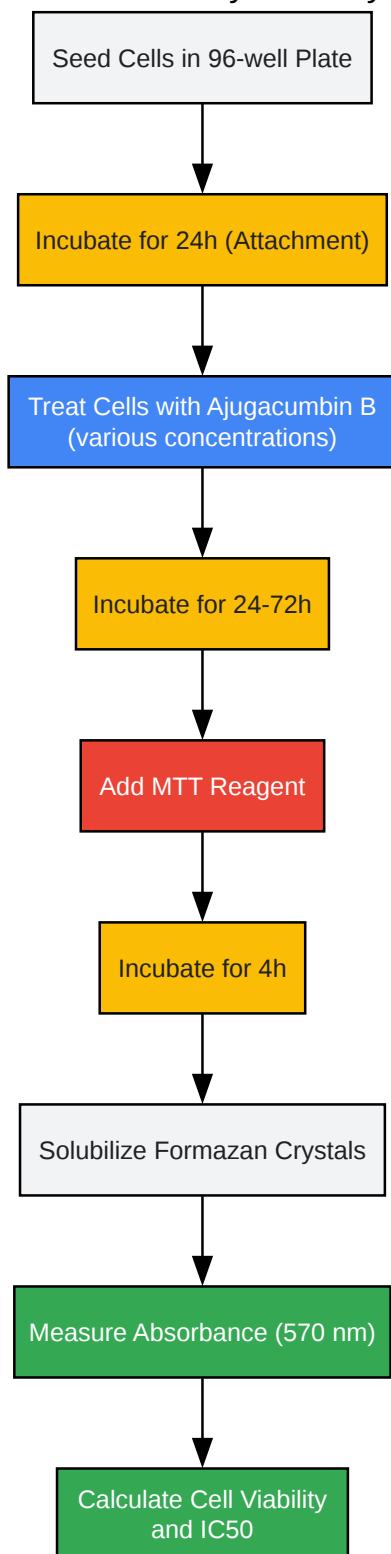 Seed Cells in 96-well Plate
Incubate for 24h (Attachment)
Treat Cells with Ajugacumbin B
(various concentrations)
Incubate for 24-72h
Add MTT Reagent
Incubate for 4h
Solubilize Formazan Crystals
Measure Absorbance (570 nm)
Calculate Cell Viability
and IC50